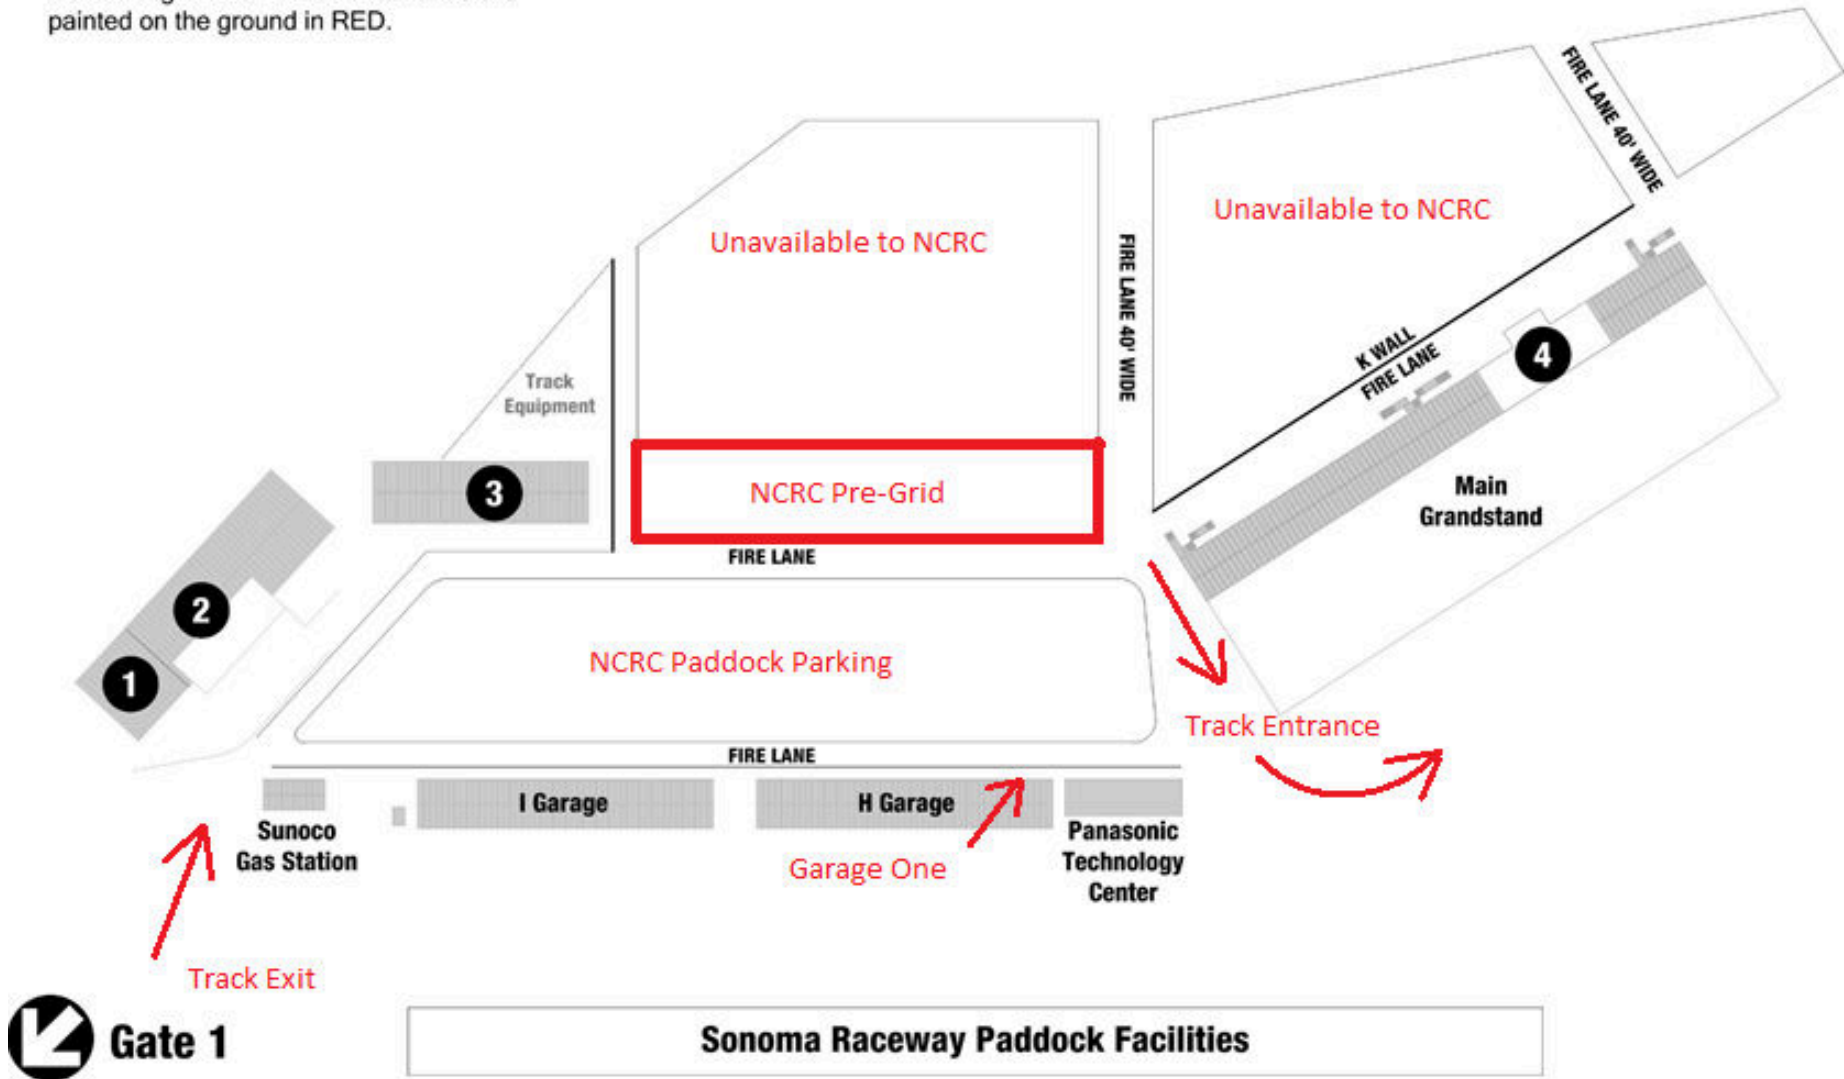 painted on the ground in RED.
FIRE LANE 40' WIDE
Unavailable to NCRC
Unavailable to NCRC
FIRE LANE 40' WIDE
K WALL
FIRE LANE
4
Track
Equipment
3
NCRC Pre-Grid
Main
Grandstand
FIRE LANE
2
1
NCRC Paddock Parking
Track Entrance
FIRE LANE
I Garage
H Garage
Sunoco
Gas Station
Garage One
Panasonic
Technology
Center
Track Exit
Gate 1
Sonoma Raceway Paddock Facilities